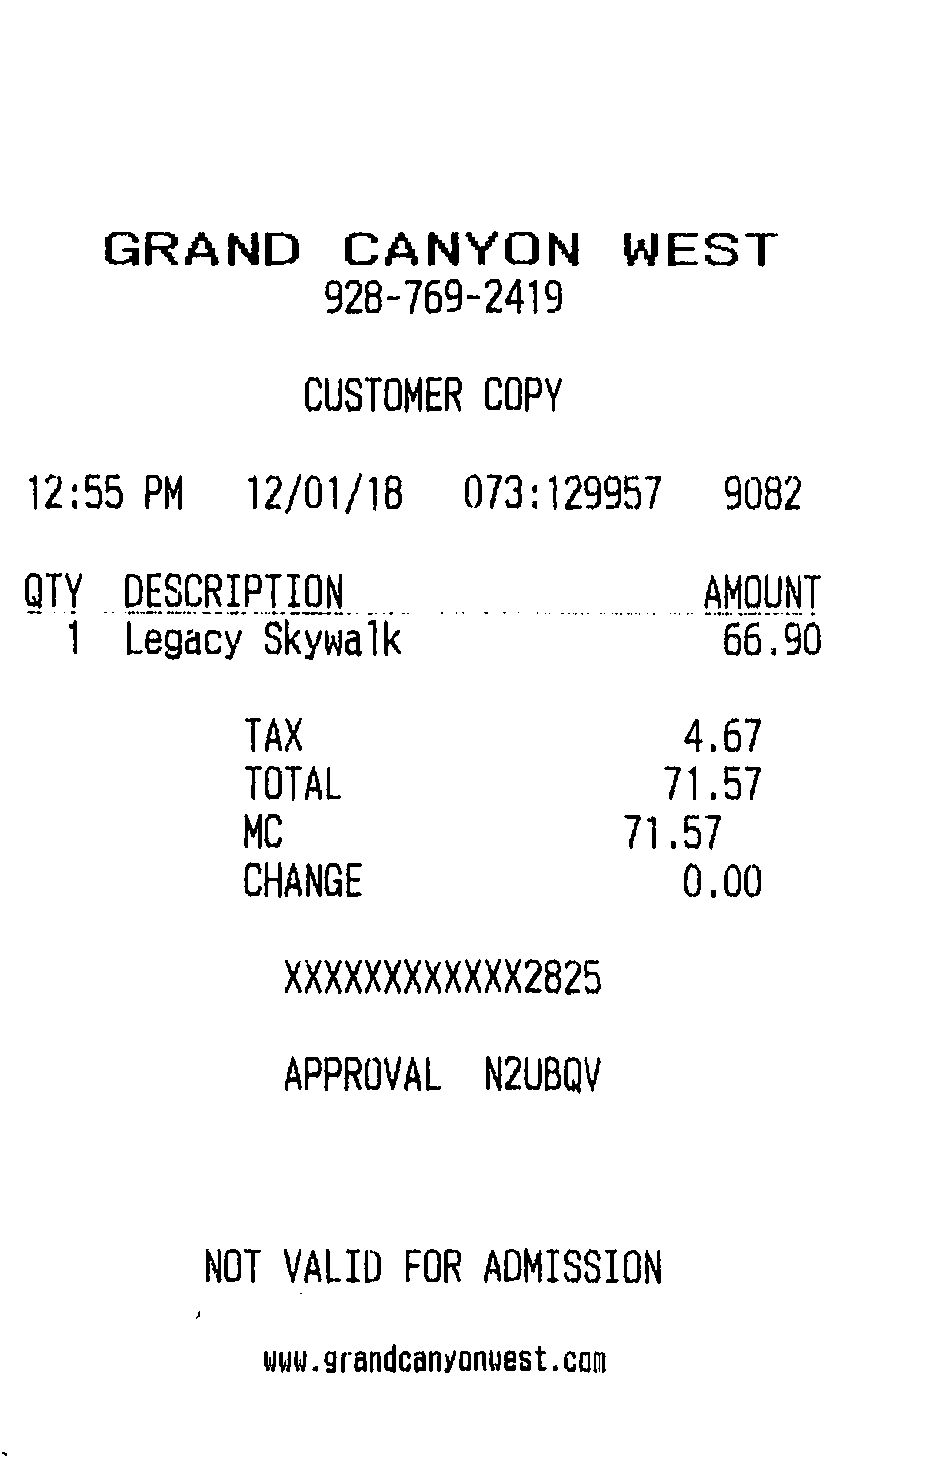 GRAND CANYON WEST
928-769-2419
CUSTOMER COPY
12:55 PM 12/01/18 073:129957 9082
QTY DESCRIPTION AMOUNT
1 Legacy Skywalk 66.90
TAX 4.67
TOTAL 71.57
MC 71.57
CHANGE 0.00
XXXXXXXXXXXX2825
APPROVAL N2UBQV
NOT VALID FOR ADMISSION
www.grandcanyonwest.com